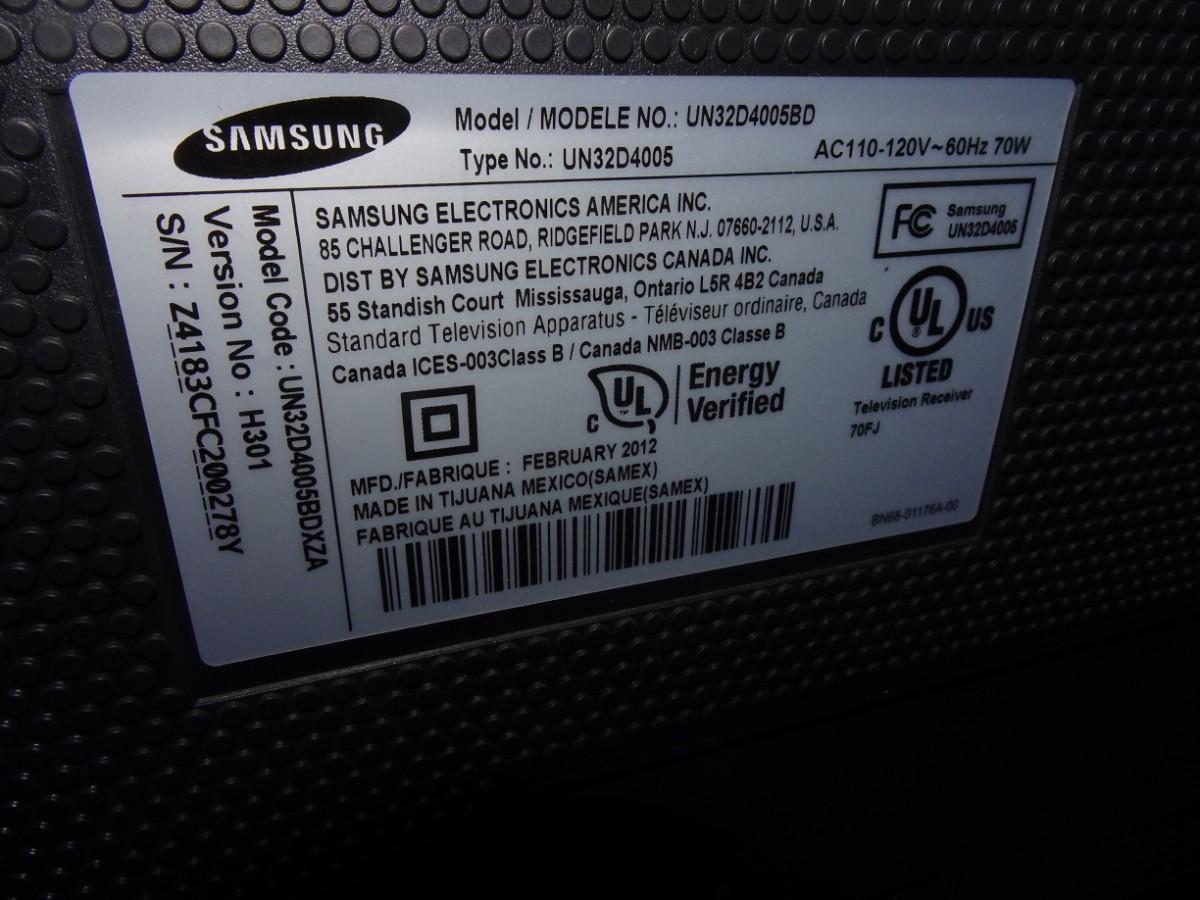 SAMSUNG
Model / MODELE NO.: UN32D4005BD
Type No.: UN32D4005
AC110-120V~60Hz 70W
Model Code : UN32D4005BDXZA
Version No : H301
S/N : Z4183CFC200278Y
SAMSUNG ELECTRONICS AMERICA INC.
85 CHALLENGER ROAD, RIDGEFIELD PARK N.J. 07660-2112, U.S.A.
DIST BY SAMSUNG ELECTRONICS CANADA INC.
55 Standish Court Mississauga, Ontario L5R 4B2 Canada
Standard Television Apparatus - Téléviseur ordinaire, Canada
Canada ICES-003Class B / Canada NMB-003 Classe B
FC Samsung
UN32D4005
C UL ® US
LISTED
Television Receiver
70FJ
C UL ™ Energy
Verified
MFD./FABRIQUE : FEBRUARY 2012
MADE IN TIJUANA MEXICO(SAMEX)
FABRIQUE AU TIJUANA MEXIQUE(SAMEX)
BN68-01176A-00